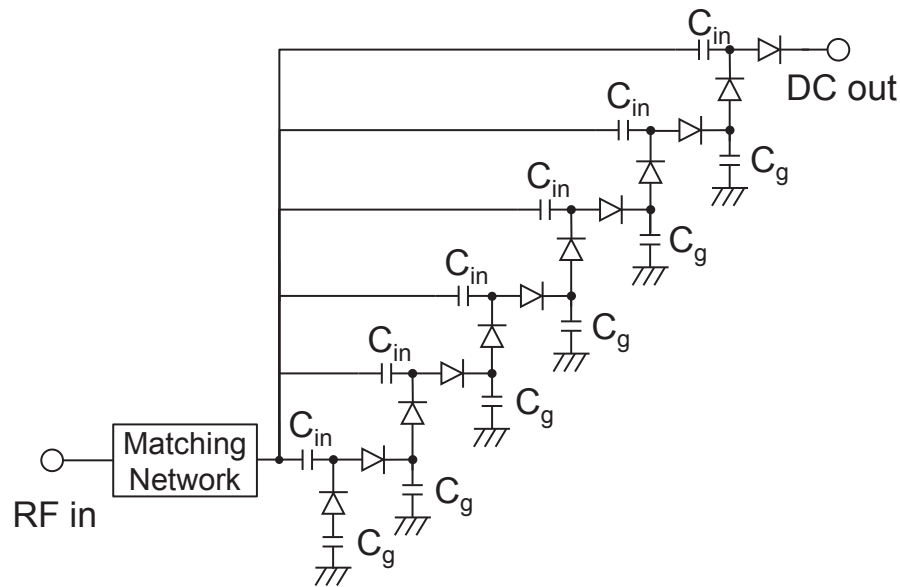 C_in
DC out
C_in
C_g
C_in
C_g
C_in
C_g
C_in
C_g
C_in
Matching
Network
C_g
RF in
C_g